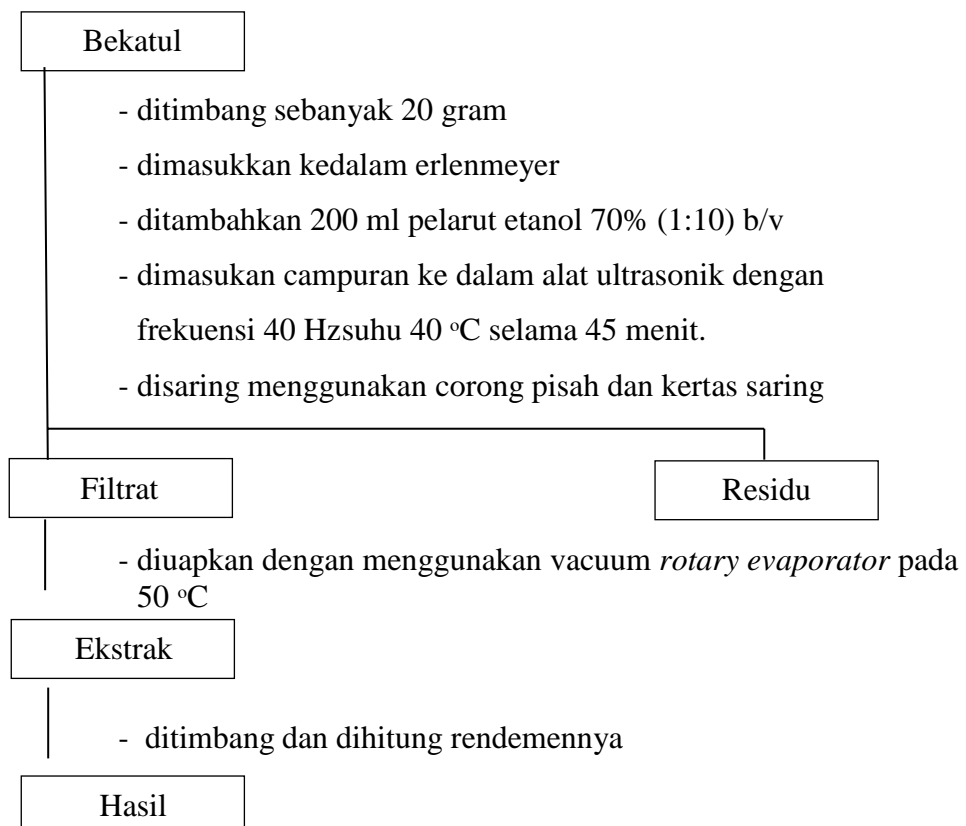 Bekatul
- ditimbang sebanyak 20 gram
- dimasukkan kedalam erlenmeyer
- ditambahkan 200 ml pelarut etanol 70% (1:10) b/v
- dimasukan campuran ke dalam alat ultrasonik dengan
frekuensi 40 Hzsuhu 40 °C selama 45 menit.
- disaring menggunakan corong pisah dan kertas saring
Filtrat
Residu
- diuapkan dengan menggunakan vacuum rotary evaporator pada
50 °C
Ekstrak
- ditimbang dan dihitung rendemennya
Hasil